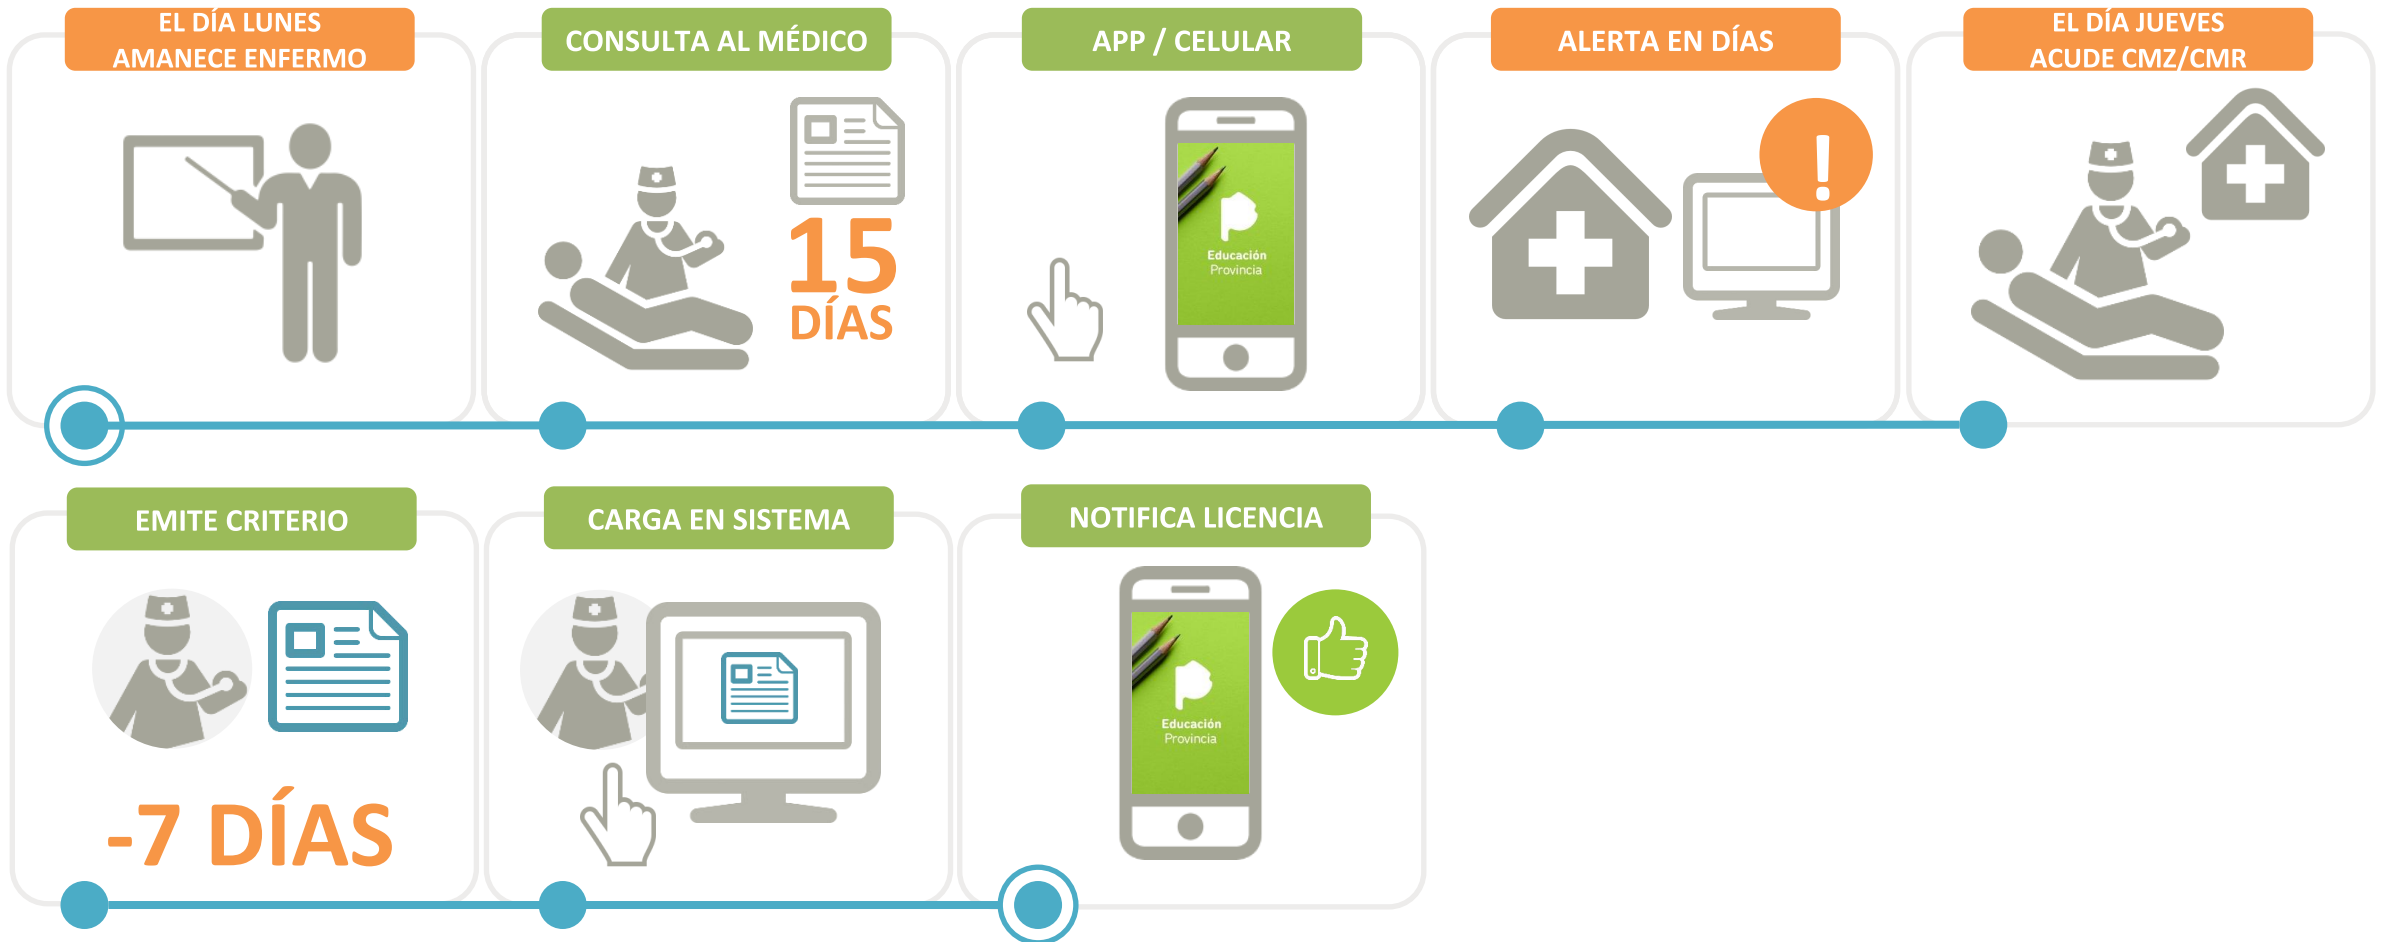 EL DÍA LUNES
AMANECE ENFERMO
CONSULTA AL MÉDICO
15
DÍAS
APP / CELULAR
Educación
Provincia
ALERTA EN DÍAS
!
EL DÍA JUEVES
ACUDE CMZ/CMR
EMITE CRITERIO
-7 DÍAS
CARGA EN SISTEMA
NOTIFICA LICENCIA
Educación
Provincia